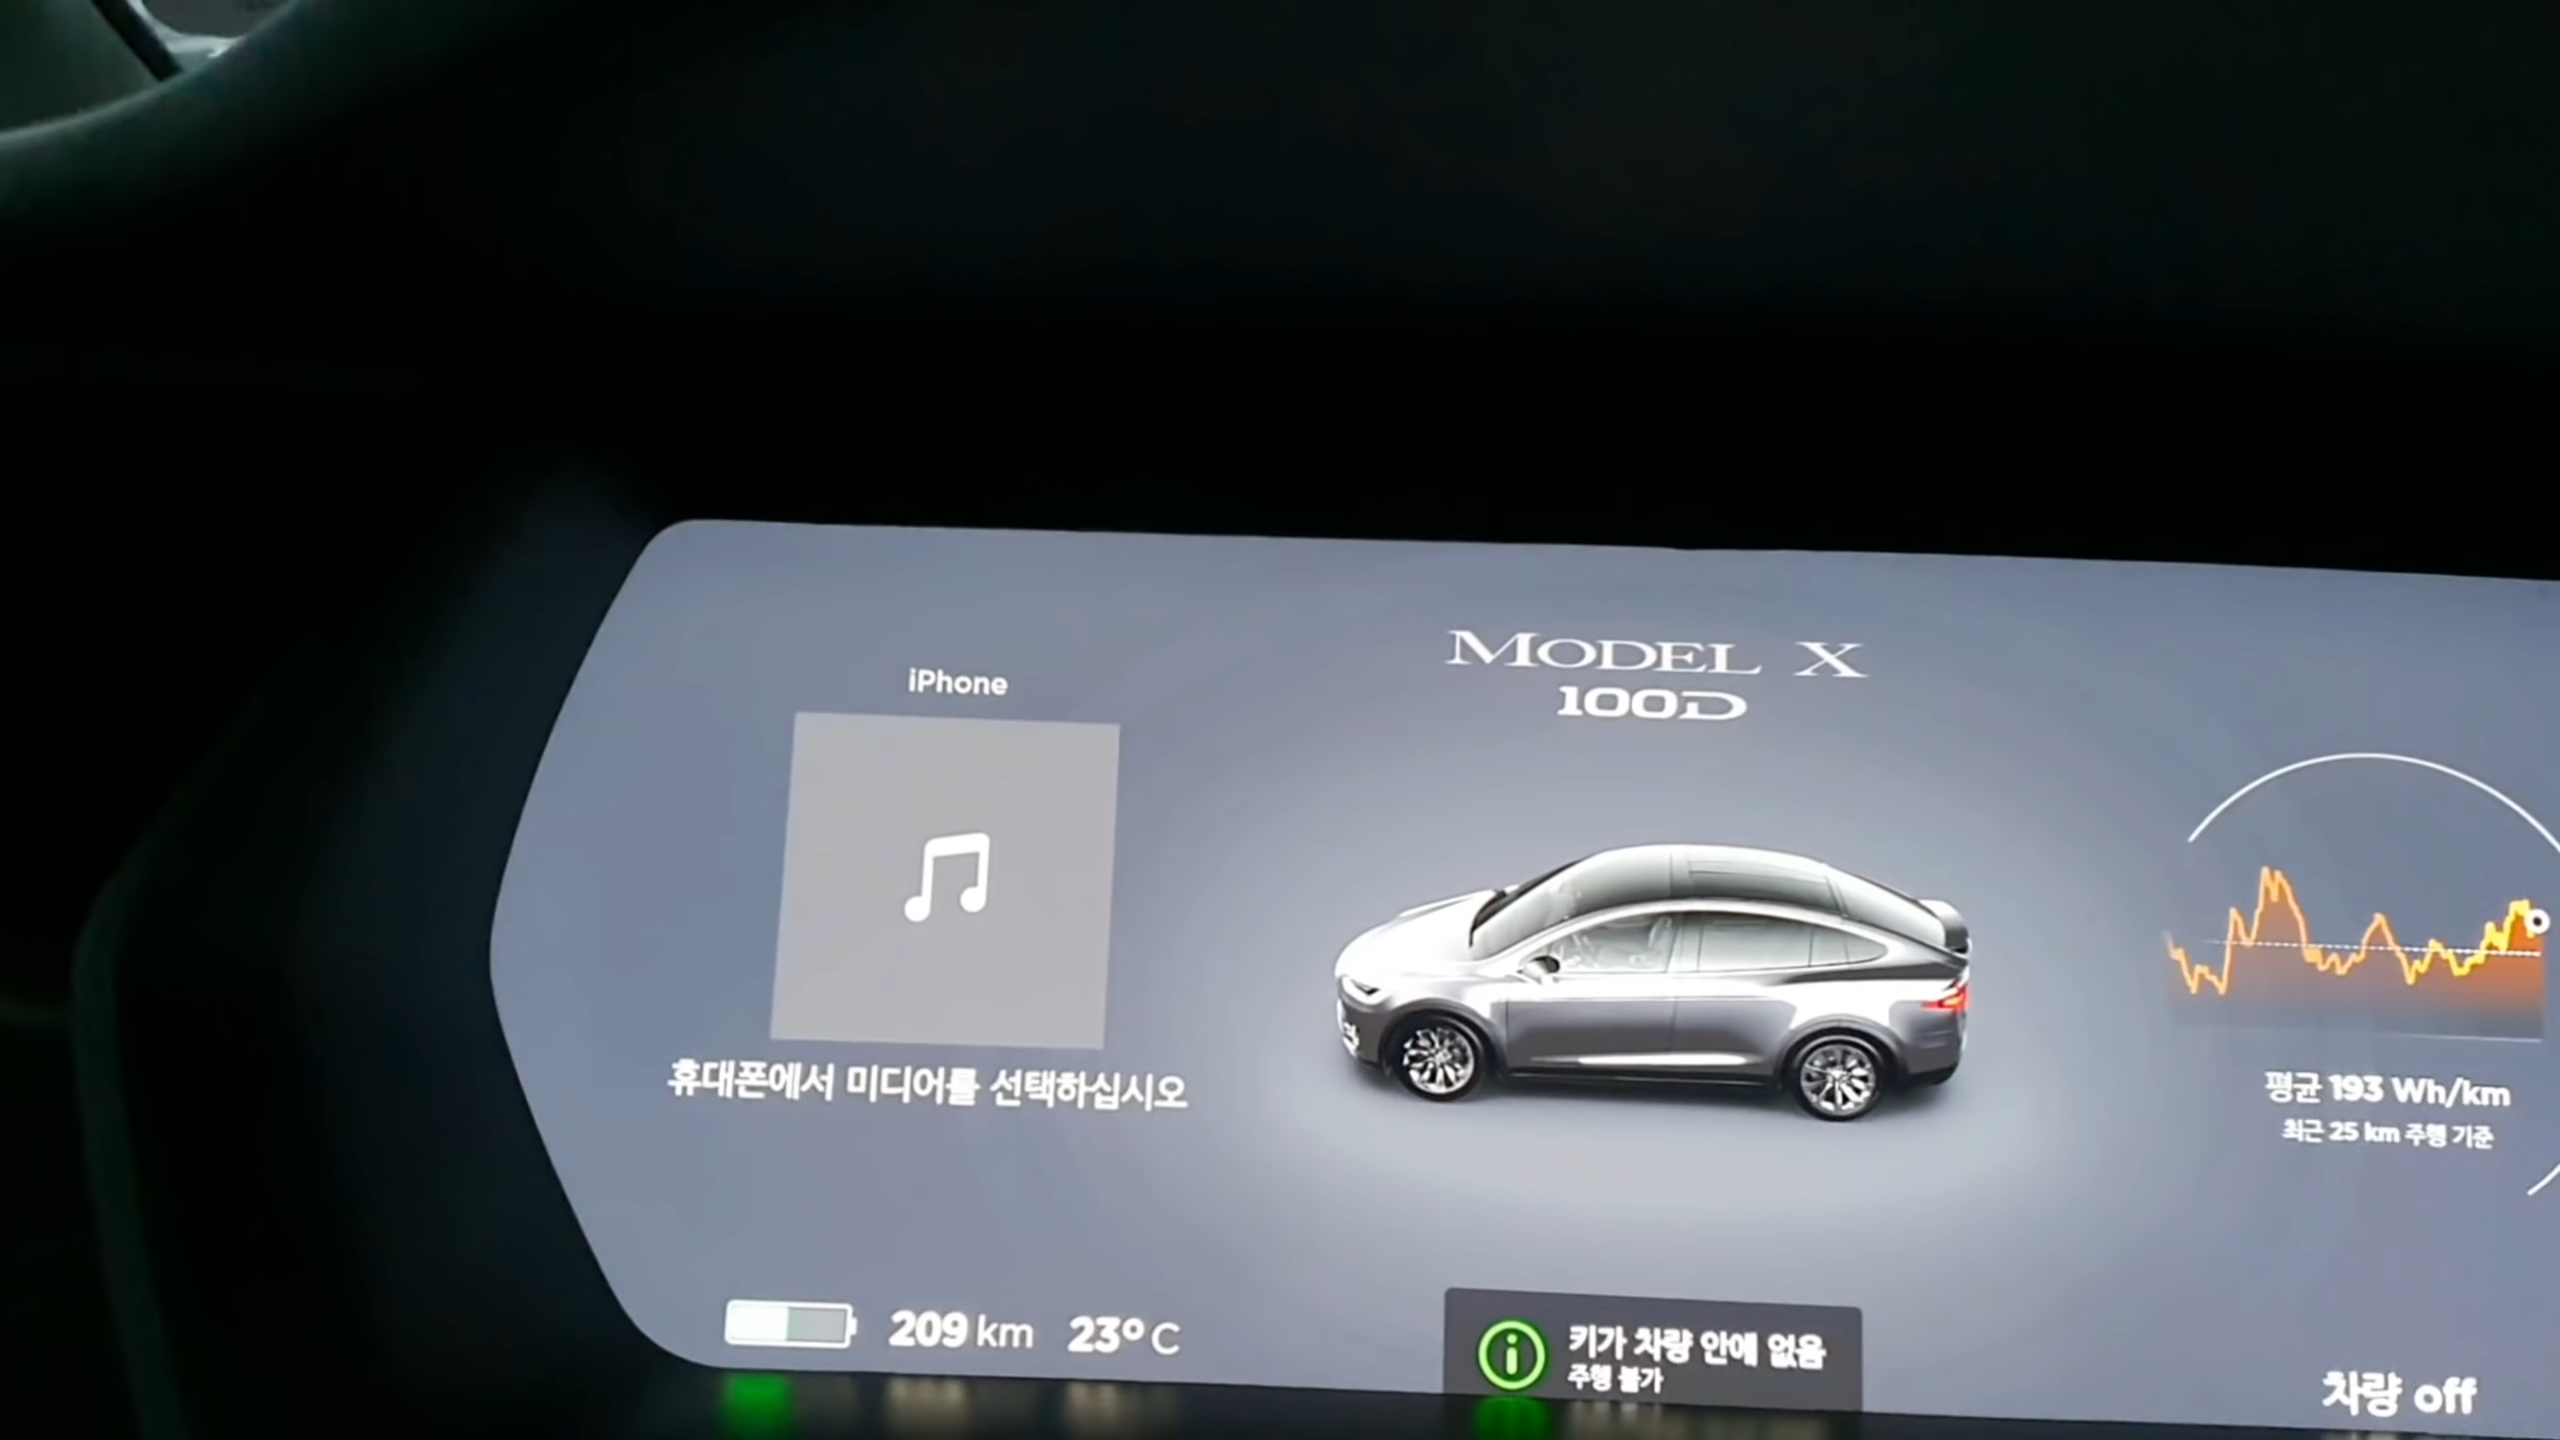 iPhone
휴대폰에서 미디어를 선택하십시오
MODEL X
100D
평균 193 Wh/km
최근 25 km 주행 기준
209 km 23°C
키가 차량 안에 없음
주행 불가
차량 off